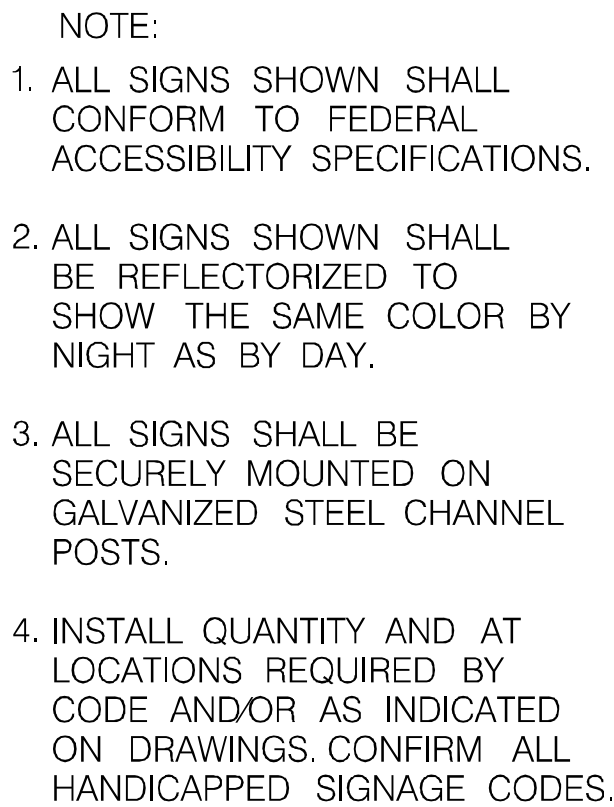 NOTE:
1. ALL SIGNS SHOWN SHALL
CONFORM TO FEDERAL
ACCESSIBILITY SPECIFICATIONS.
2. ALL SIGNS SHOWN SHALL
BE REFLECTORIZED TO
SHOW THE SAME COLOR BY
NIGHT AS BY DAY.
3. ALL SIGNS SHALL BE
SECURELY MOUNTED ON
GALVANIZED STEEL CHANNEL
POSTS.
4. INSTALL QUANTITY AND AT
LOCATIONS REQUIRED BY
CODE AND/OR AS INDICATED
ON DRAWINGS. CONFIRM ALL
HANDICAPPED SIGNAGE CODES.